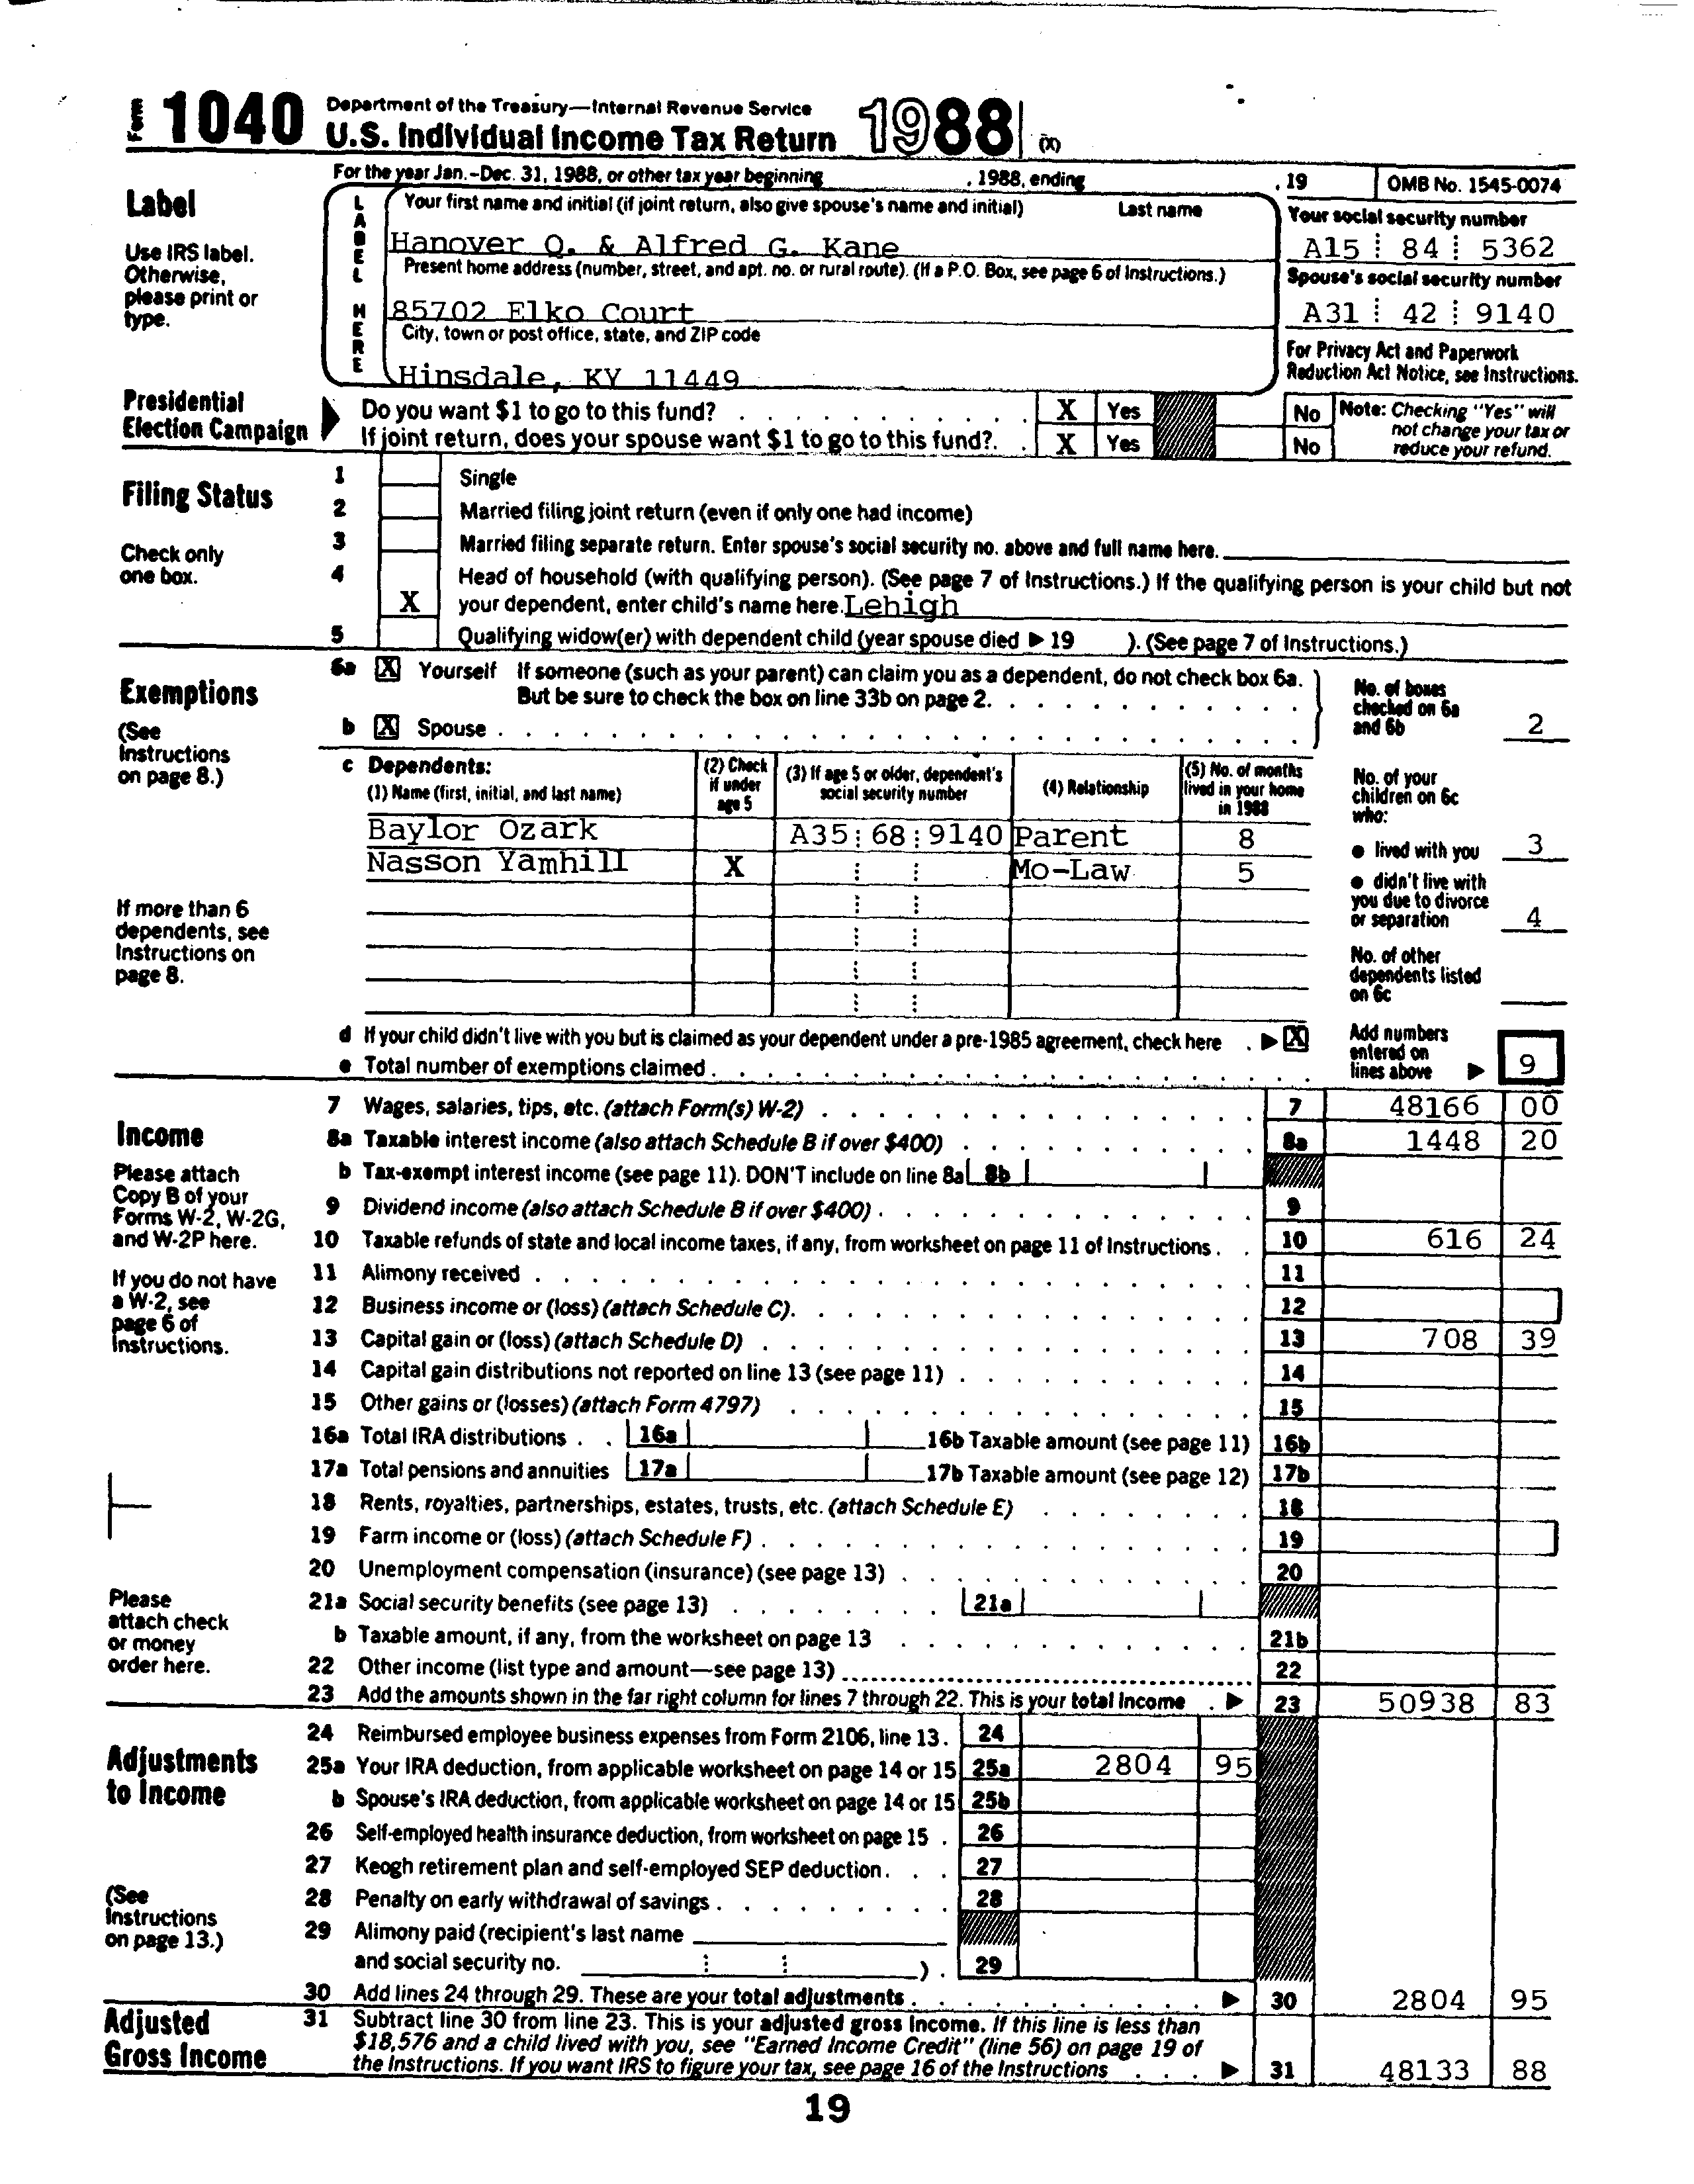 Form 1040 Department of the Treasury—Internal Revenue Service
U.S. Individual Income Tax Return 1988 (X)
For the year Jan.-Dec. 31, 1988, or other tax year beginning , 1988, ending , 19 OMB No. 1545-0074
Label
Use IRS label. Otherwise, please print or type.
LABEL HERE
Your first name and initial (if joint return, also give spouse's name and initial) Last name
Hanover Q. & Alfred G. Kane
Your social security number
A15 84 5362
Present home address (number, street, and apt. no. or rural route). (If a P.O. Box, see page 6 of Instructions.)
85702 Elko Court
Spouse's social security number
A31 42 9140
City, town or post office, state, and ZIP code
Hinsdale, KY 11449
For Privacy Act and Paperwork
Reduction Act Notice, see Instructions.
Presidential
Election Campaign
Do you want $1 to go to this fund? X Yes No
If joint return, does your spouse want $1 to go to this fund? X Yes No
Note: Checking "Yes" will
not change your tax or
reduce your refund.
Filing Status
Check only
one box.
1 Single
2 Married filing joint return (even if only one had income)
3 Married filing separate return. Enter spouse's social security no. above and full name here.
4 Head of household (with qualifying person). (See page 7 of Instructions.) If the qualifying person is your child but not
X your dependent, enter child's name here. Lehigh
5 Qualifying widow(er) with dependent child (year spouse died ▶ 19 ). (See page 7 of Instructions.)
Exemptions
(See
Instructions
on page 8.)
If more than 6
dependents, see
Instructions on
page 8.
6a X Yourself If someone (such as your parent) can claim you as a dependent, do not check box 6a.
But be sure to check the box on line 33b on page 2.
b X Spouse
No. of boxes
checked on 6a
and 6b 2
c Dependents:
(1) Name (first, initial, and last name)
(2) Check
if under
age 5
(3) If age 5 or older, dependent's
social security number
(4) Relationship
(5) No. of months
lived in your home
in 1988
Baylor Ozark A35 68 9140 Parent 8
Nasson Yamhill X Mo-Law 5
No. of your
children on 6c
who:
● lived with you 3
● didn't live with
you due to divorce
or separation 4
No. of other
dependents listed
on 6c
d If your child didn't live with you but is claimed as your dependent under a pre-1985 agreement, check here ▶ X
e Total number of exemptions claimed
Add numbers
entered on
lines above ▶ 9
Income
Please attach
Copy B of your
Forms W-2, W-2G,
and W-2P here.
If you do not have
a W-2, see
page 6 of
Instructions.
Please
attach check
or money
order here.
7 Wages, salaries, tips, etc. (attach Form(s) W-2) 7 48166 00
8a Taxable interest income (also attach Schedule B if over $400) 8a 1448 20
b Tax-exempt interest income (see page 11). DON'T include on line 8a 8b
9 Dividend income (also attach Schedule B if over $400) 9
10 Taxable refunds of state and local income taxes, if any, from worksheet on page 11 of Instructions 10 616 24
11 Alimony received 11
12 Business income or (loss) (attach Schedule C) 12
13 Capital gain or (loss) (attach Schedule D) 13 708 39
14 Capital gain distributions not reported on line 13 (see page 11) 14
15 Other gains or (losses) (attach Form 4797) 15
16a Total IRA distributions 16a 16b Taxable amount (see page 11) 16b
17a Total pensions and annuities 17a 17b Taxable amount (see page 12) 17b
18 Rents, royalties, partnerships, estates, trusts, etc. (attach Schedule E) 18
19 Farm income or (loss) (attach Schedule F) 19
20 Unemployment compensation (insurance) (see page 13) 20
21a Social security benefits (see page 13) 21a
b Taxable amount, if any, from the worksheet on page 13 21b
22 Other income (list type and amount—see page 13) 22
23 Add the amounts shown in the far right column for lines 7 through 22. This is your total income ▶ 23 50938 83
Adjustments
to Income
(See
Instructions
on page 13.)
24 Reimbursed employee business expenses from Form 2106, line 13. 24
25a Your IRA deduction, from applicable worksheet on page 14 or 15 25a 2804 95
b Spouse's IRA deduction, from applicable worksheet on page 14 or 15 25b
26 Self-employed health insurance deduction, from worksheet on page 15 26
27 Keogh retirement plan and self-employed SEP deduction 27
28 Penalty on early withdrawal of savings 28
29 Alimony paid (recipient's last name
and social security no. ) 29
30 Add lines 24 through 29. These are your total adjustments ▶ 30 2804 95
Adjusted
Gross Income
31 Subtract line 30 from line 23. This is your adjusted gross income. If this line is less than
$18,576 and a child lived with you, see "Earned Income Credit" (line 56) on page 19 of
the Instructions. If you want IRS to figure your tax, see page 16 of the Instructions ▶ 31 48133 88
19